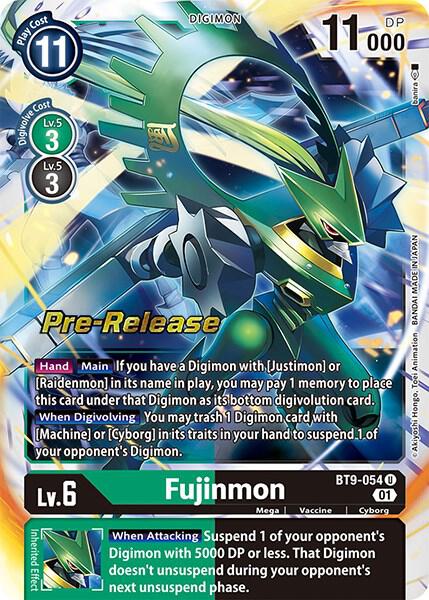 Play Cost
11
DIGIMON
11000
DP
Digivolve Cost
Lv.5
3
Lv.5
3
banira
Pre-Release
Hand Main If you have a Digimon with [Justimon] or
[Raidenmon] in its name in play, you may pay 1 memory to place
this card under that Digimon as its bottom digivolution card.
When Digivolving You may trash 1 Digimon card with
[Machine] or [Cyborg] in its traits in your hand to suspend 1 of
your opponent's Digimon.
©Akiyoshi Hongo, Toei Animation BANDAI MADE IN JAPAN
BT9-054 U
Lv.6 Fujinmon 01
Mega | Vaccine | Cyborg
Inherited Effect
When Attacking Suspend 1 of your opponent's
Digimon with 5000 DP or less. That Digimon
doesn't unsuspend during your opponent's
next unsuspend phase.